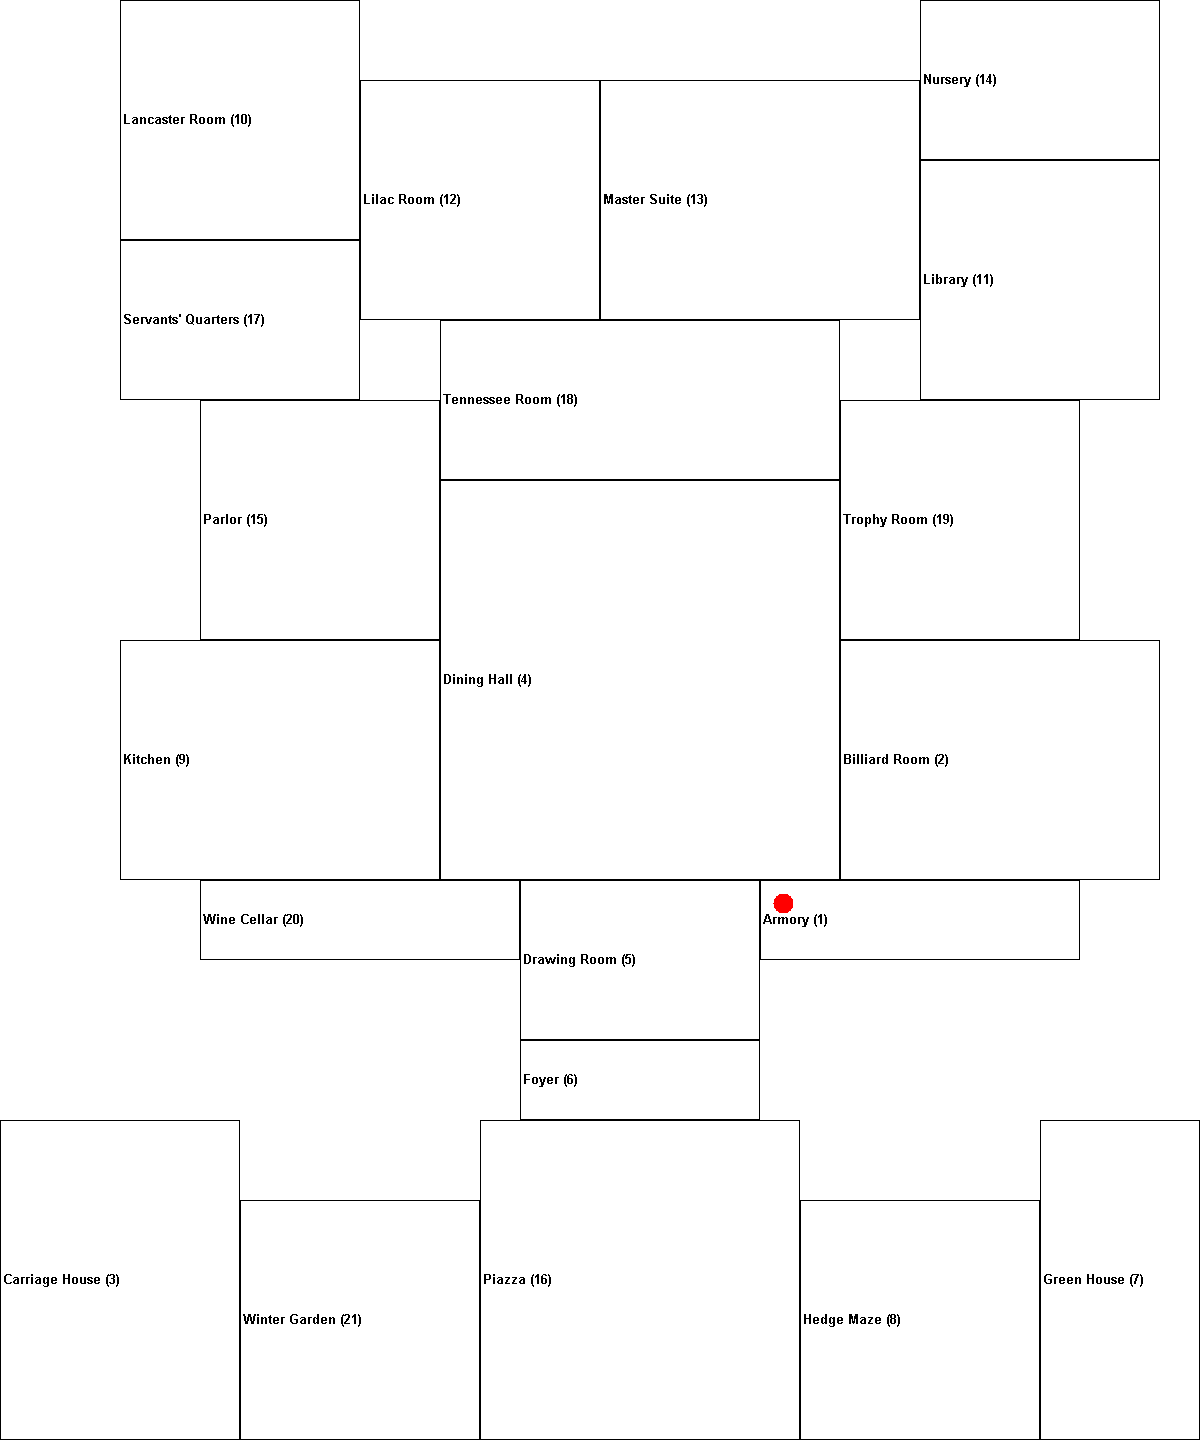 Nursery (14)
Lancaster Room (10)
Lilac Room (12)
Master Suite (13)
Library (11)
Servants' Quarters (17)
Tennessee Room (18)
Parlor (15)
Trophy Room (19)
Dining Hall (4)
Kitchen (9)
Billiard Room (2)
Wine Cellar (20)
Armory (1)
Drawing Room (5)
Foyer (6)
Carriage House (3)
Piazza (16)
Green House (7)
Winter Garden (21)
Hedge Maze (8)